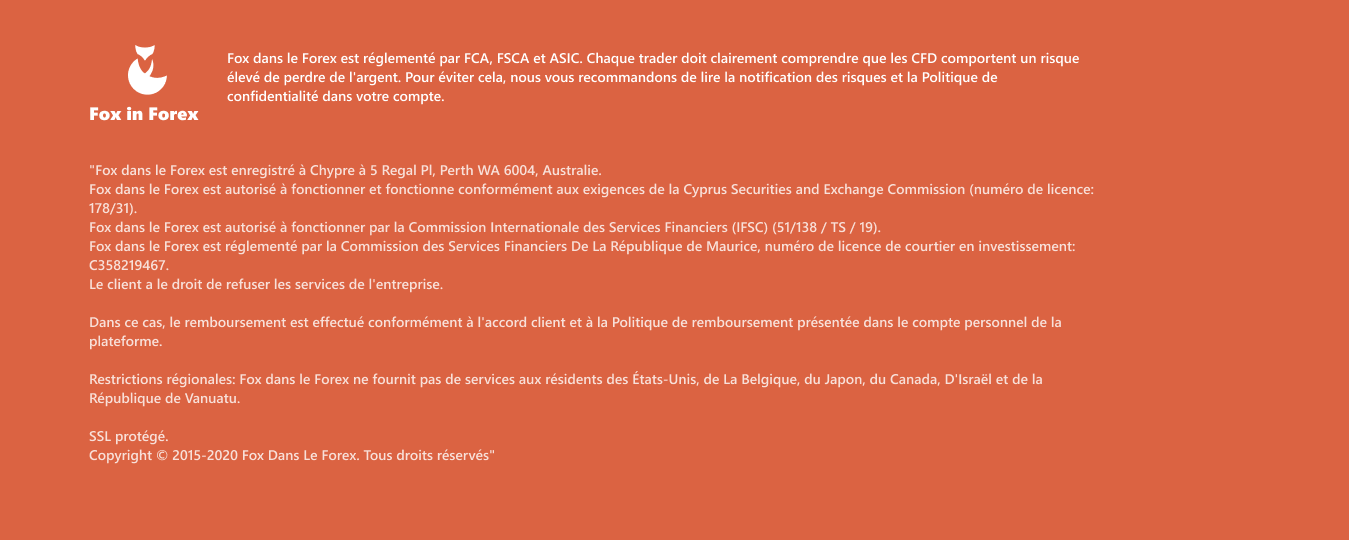 Fox in Forex
Fox dans le Forex est réglementé par FCA, FSCA et ASIC. Chaque trader doit clairement comprendre que les CFD comportent un risque
élevé de perdre de l'argent. Pour éviter cela, nous vous recommandons de lire la notification des risques et la Politique de
confidentialité dans votre compte.
"Fox dans le Forex est enregistré à Chypre à 5 Regal Pl, Perth WA 6004, Australie.
Fox dans le Forex est autorisé à fonctionner et fonctionne conformément aux exigences de la Cyprus Securities and Exchange Commission (numéro de licence:
178/31).
Fox dans le Forex est autorisé à fonctionner par la Commission Internationale des Services Financiers (IFSC) (51/138 / TS / 19).
Fox dans le Forex est réglementé par la Commission des Services Financiers De La République de Maurice, numéro de licence de courtier en investissement:
C358219467.
Le client a le droit de refuser les services de l'entreprise.
Dans ce cas, le remboursement est effectué conformément à l'accord client et à la Politique de remboursement présentée dans le compte personnel de la
plateforme.
Restrictions régionales: Fox dans le Forex ne fournit pas de services aux résidents des États-Unis, de La Belgique, du Japon, du Canada, D'Israël et de la
République de Vanuatu.
SSL protégé.
Copyright © 2015-2020 Fox Dans Le Forex. Tous droits réservés"